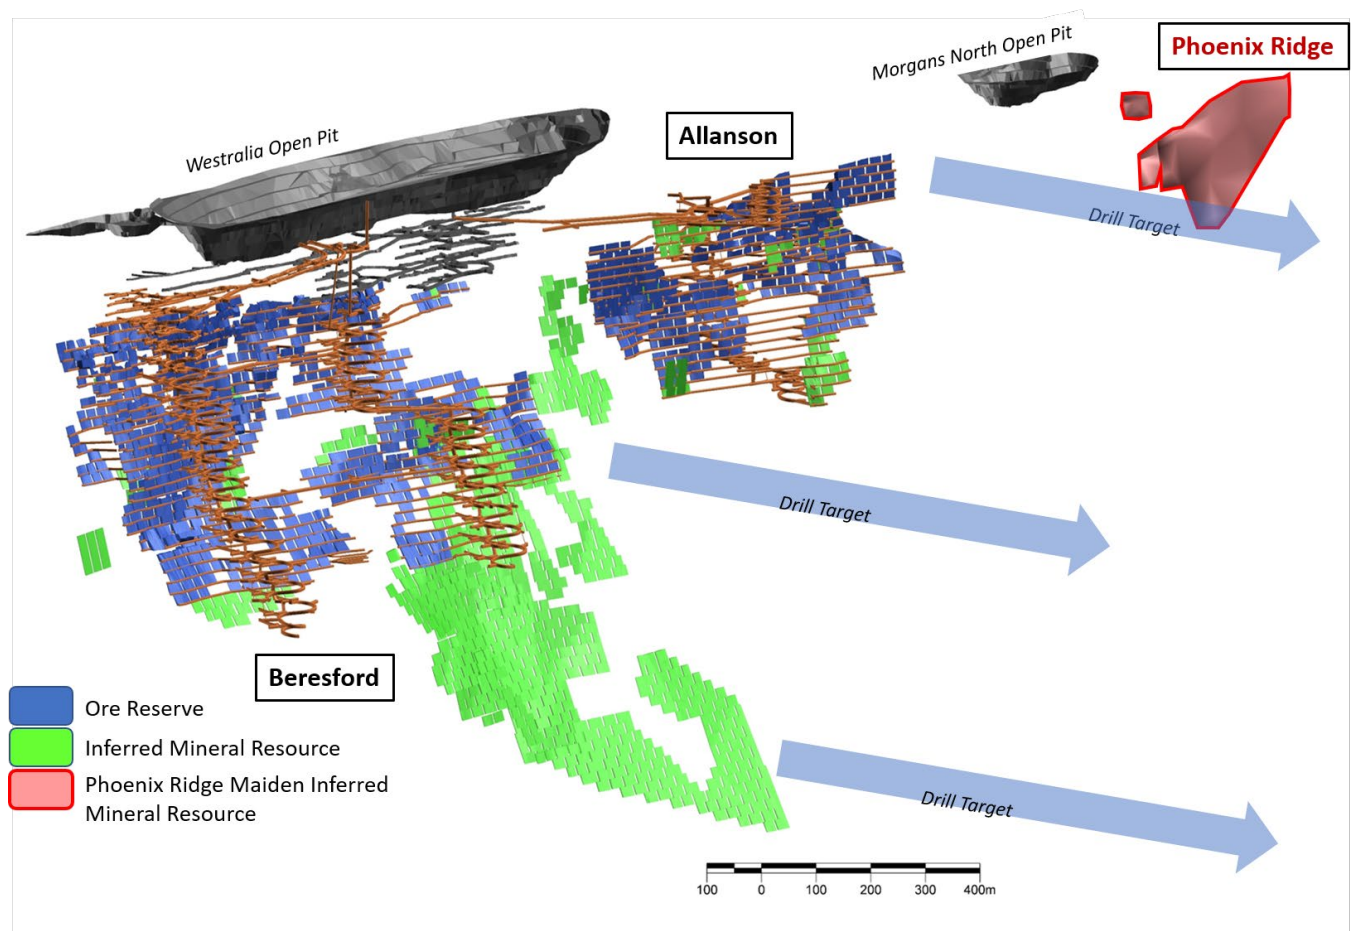 Morgans North Open Pit
Phoenix Ridge
Westralia Open Pit
Allanson
Drill Target
Drill Target
Beresford
Ore Reserve
Inferred Mineral Resource
Phoenix Ridge Maiden Inferred
Mineral Resource
Drill Target
100 0 100 200 300 400m